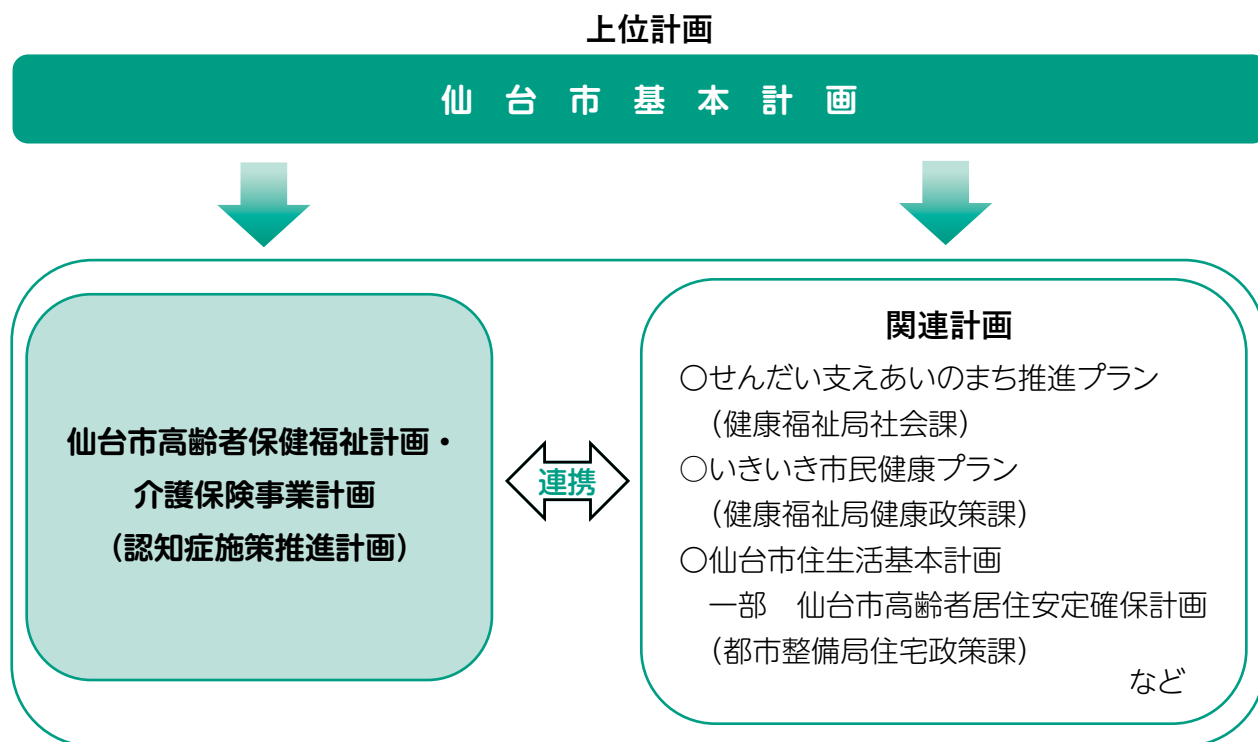 上位計画
仙台市基本計画
仙台市高齢者保健福祉計画・
介護保険事業計画
（認知症施策推進計画）
連携
関連計画
○せんだい支えあいのまち推進プラン
（健康福祉局社会課）
○いきいき市民健康プラン
（健康福祉局健康政策課）
○仙台市住生活基本計画
一部　仙台市高齢者居住安定確保計画
（都市整備局住宅政策課）
など